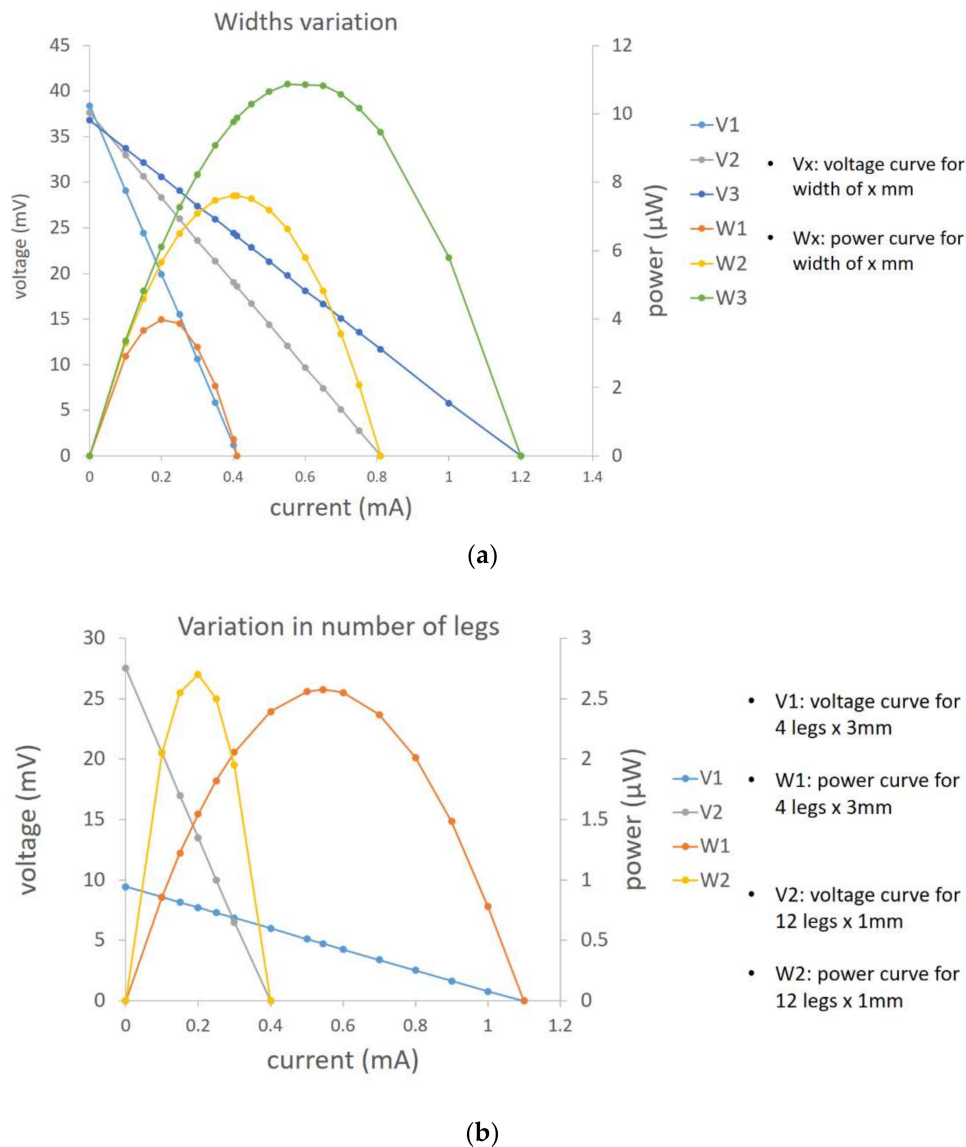 Widths variation
45
40
35
30
25
20
15
10
5
0
voltage (mV)
12
10
8
6
4
2
0
power (μW)
0
0.2
0.4
0.6
0.8
1
1.2
1.4
current (mA)
V1
V2
V3
W1
W2
W3
• Vx: voltage curve for
width of x mm
• Wx: power curve for
width of x mm
(a)
Variation in number of legs
30
25
20
15
10
5
0
voltage (mV)
3
2.5
2
1.5
1
0.5
0
power (μW)
0
0.2
0.4
0.6
0.8
1
1.2
current (mA)
V1
V2
W1
W2
• V1: voltage curve for
4 legs x 3mm
• W1: power curve for
4 legs x 3mm
• V2: voltage curve for
12 legs x 1mm
• W2: power curve for
12 legs x 1mm
(b)